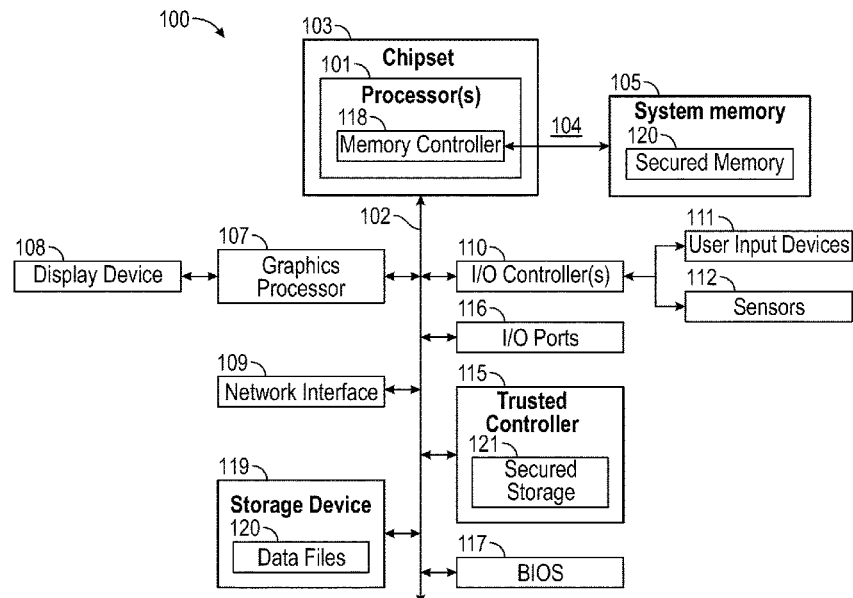 100
103
Chipset
101
Processor(s)
118
Memory Controller
104
105
System memory
120
Secured Memory
102
108
Display Device
107
Graphics
Processor
110
I/O Controller(s)
111
User Input Devices
112
Sensors
116
I/O Ports
109
Network Interface
115
Trusted
Controller
121
Secured
Storage
119
Storage Device
120
Data Files
117
BIOS